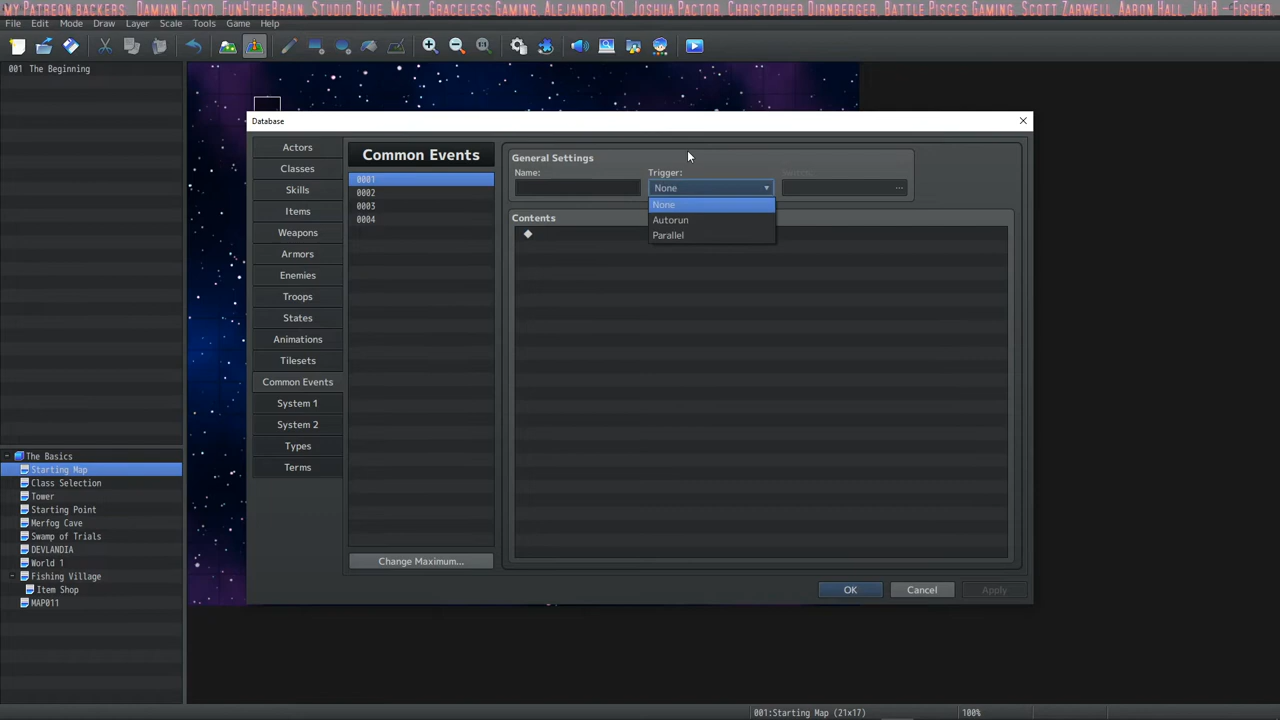 My Patreon backers  Damian Floyd, Fun4theBrain, Studio Blue, Matt, Graceless Gaming, Alejandro SQ, Joshua Pactor, Christopher Dirnberger, Battle Pisces Gaming, Scott Zarwell, Aaron Hall, Jai B - Fisher
File Edit Mode Draw Layer Scale Tools Game Help
001 The Beginning
Database
Actors
Classes
Skills
Items
Weapons
Armors
Enemies
Troops
States
Animations
Tilesets
Common Events
System 1
System 2
Types
Terms
Common Events
0001
0002
0003
0004
Change Maximum...
General Settings
Name: Trigger: Switch:
None ...
None
Autorun
Parallel
Contents
OK Cancel Apply
The Basics
Starting Map
Class Selection
Tower
Starting Point
Merfog Cave
Swamp of Trials
DEVLANDIA
World 1
Fishing Village
Item Shop
MAP011
001:Starting Map (21x17) 100%